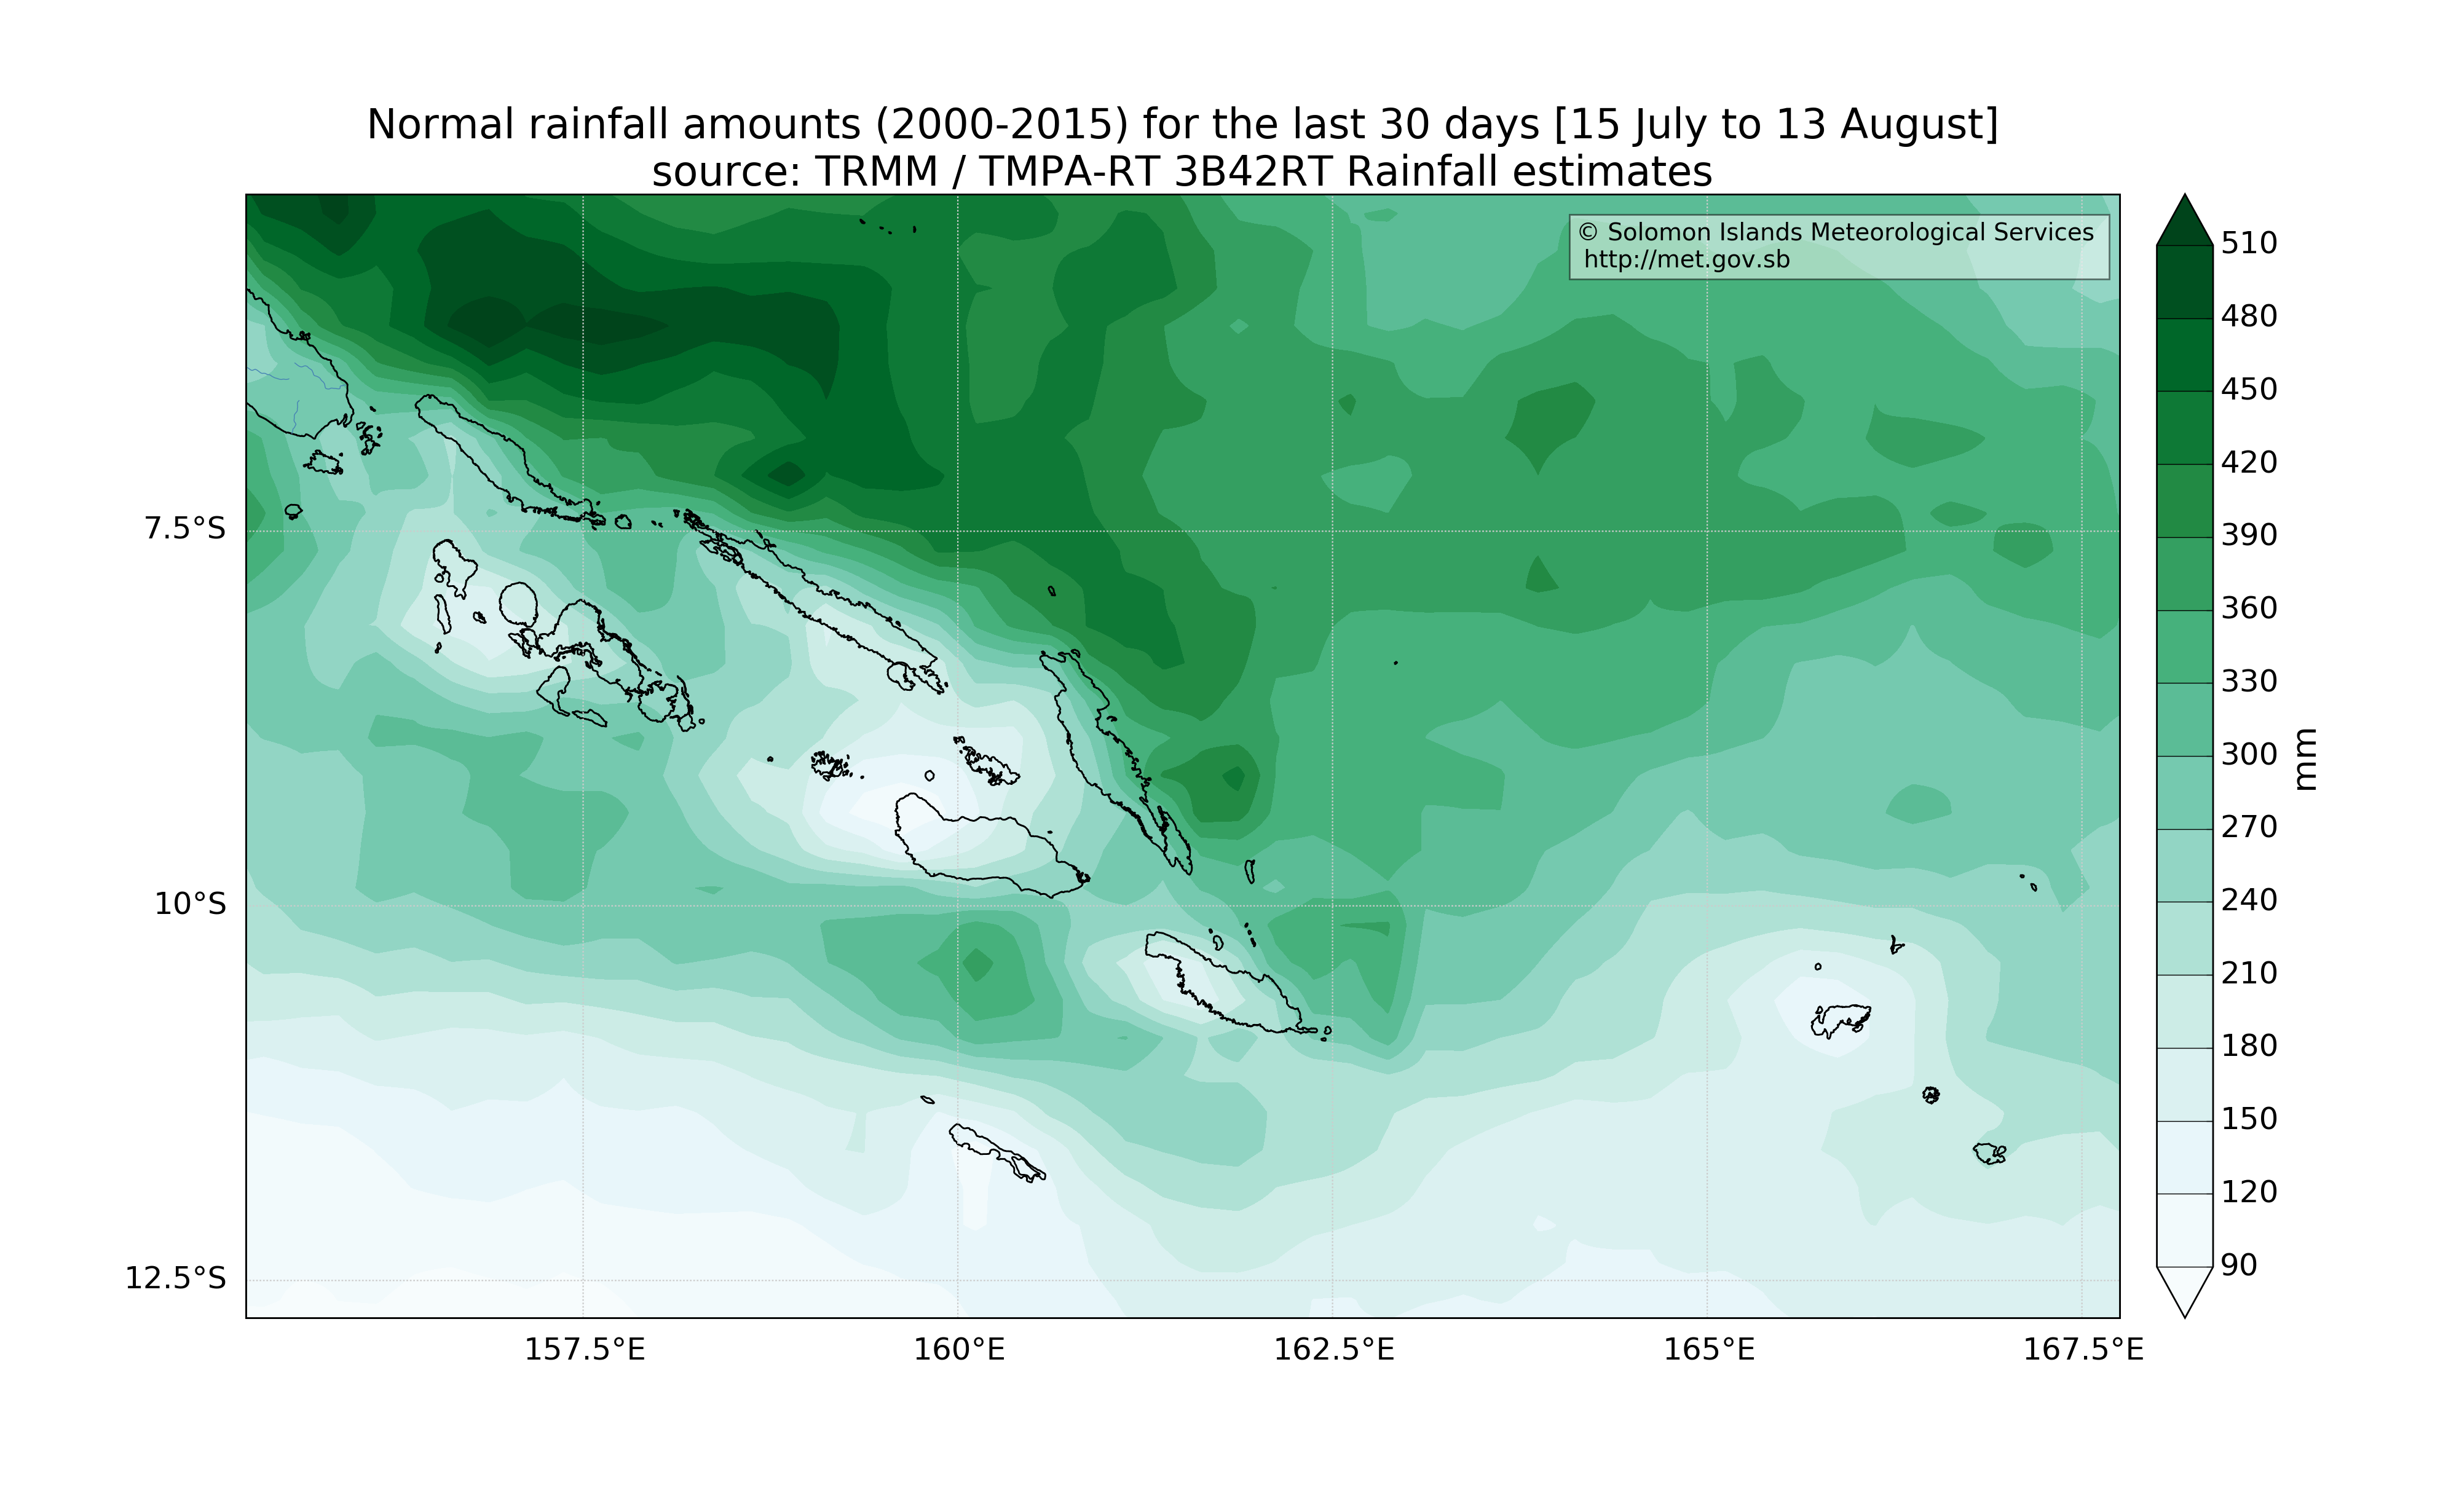 Normal rainfall amounts (2000-2015) for the last 30 days [15 July to 13 August]
source: TRMM / TMPA-RT 3B42RT Rainfall estimates
© Solomon Islands Meteorological Services
http://met.gov.sb
7.5°S
10°S
12.5°S
157.5°E
160°E
162.5°E
165°E
167.5°E
510
480
450
420
390
360
330
300
270
240
210
180
150
120
90
mm